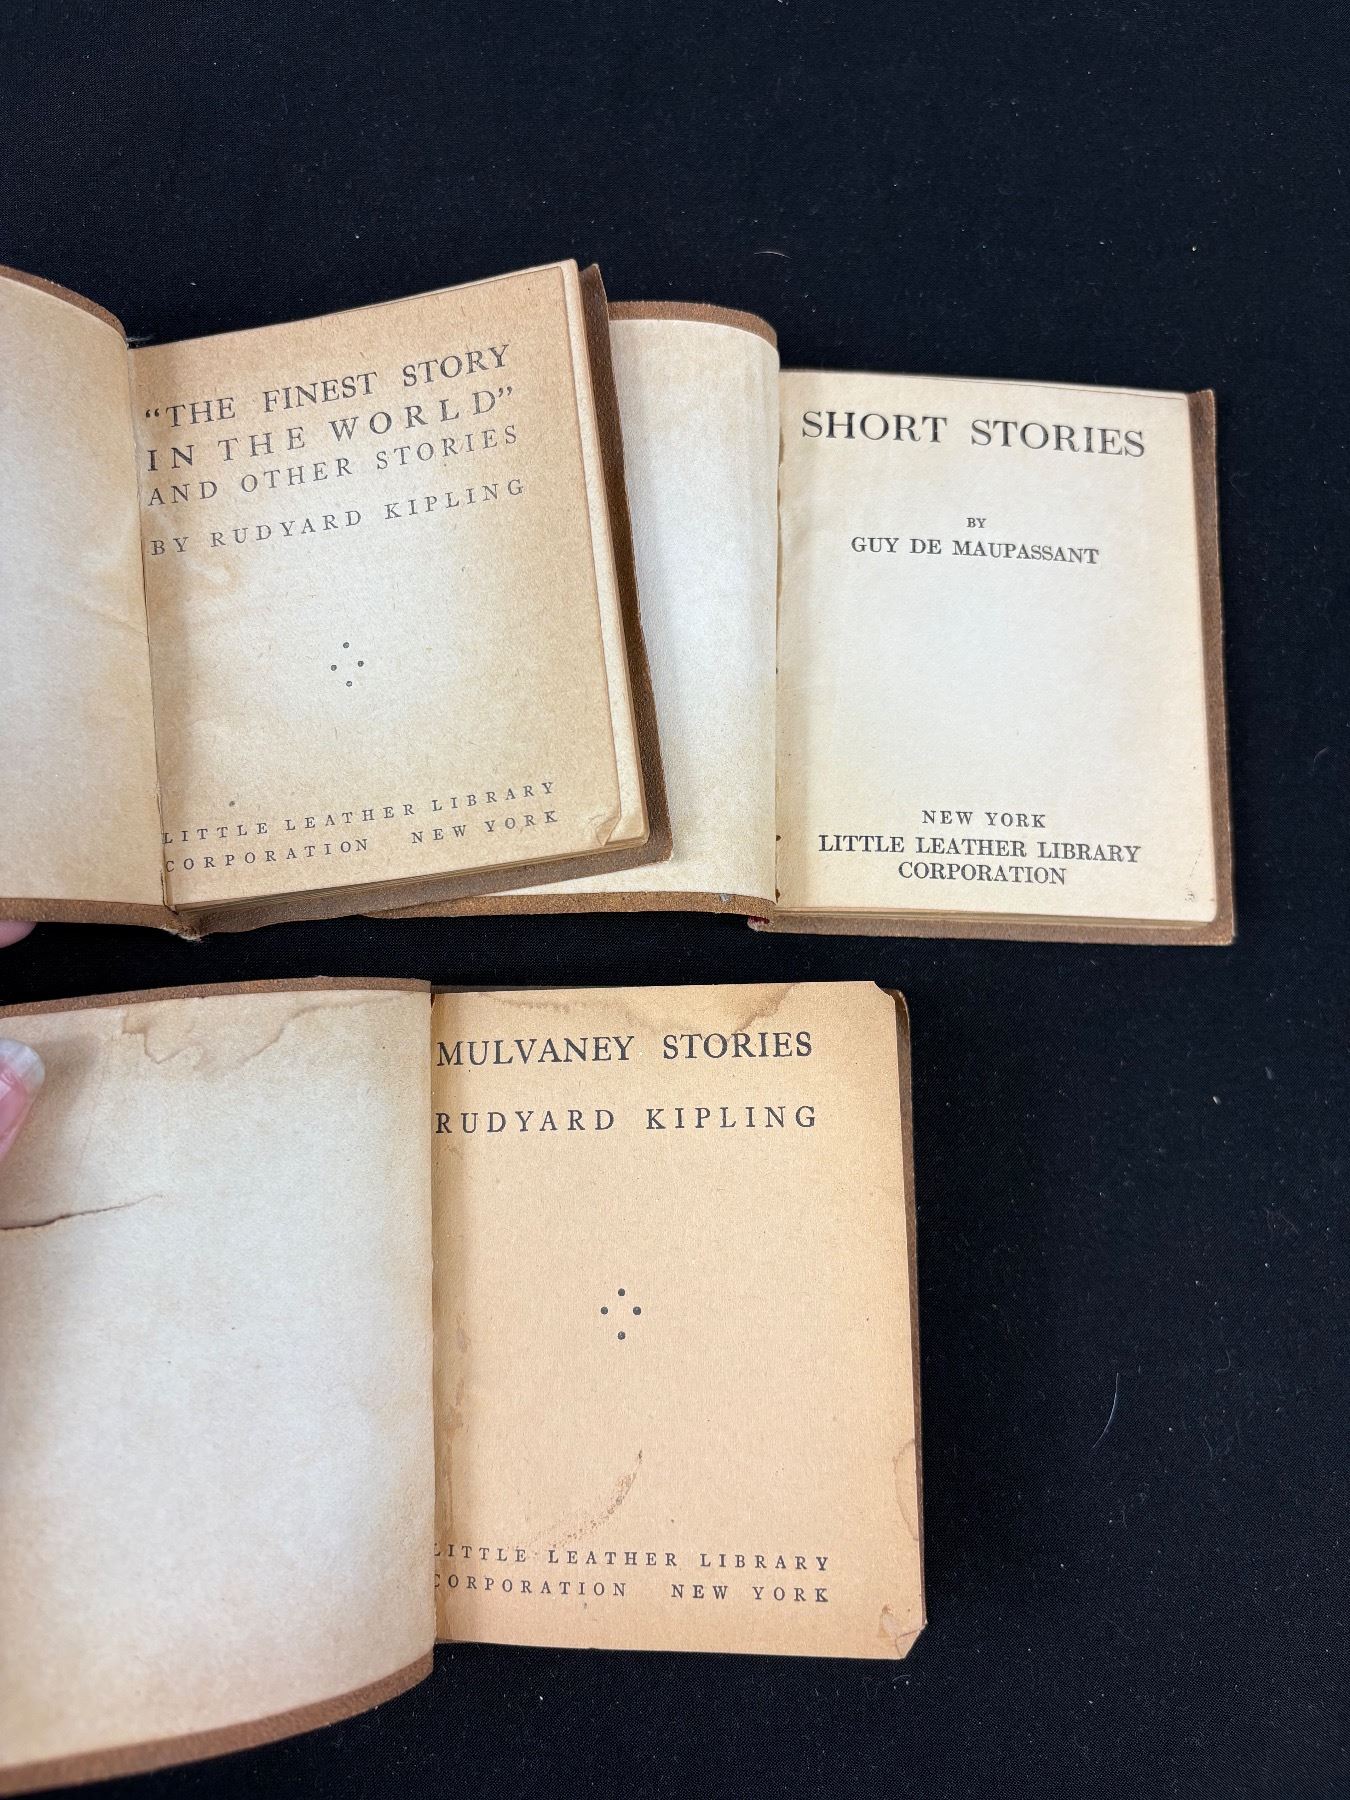 “THE FINEST STORY
IN THE WORLD”
AND OTHER STORIES
BY RUDYARD KIPLING
LITTLE LEATHER LIBRARY
CORPORATION NEW YORK
SHORT STORIES
BY
GUY DE MAUPASSANT
NEW YORK
LITTLE LEATHER LIBRARY
CORPORATION
MULVANEY STORIES
RUDYARD KIPLING
LITTLE LEATHER LIBRARY
CORPORATION NEW YORK